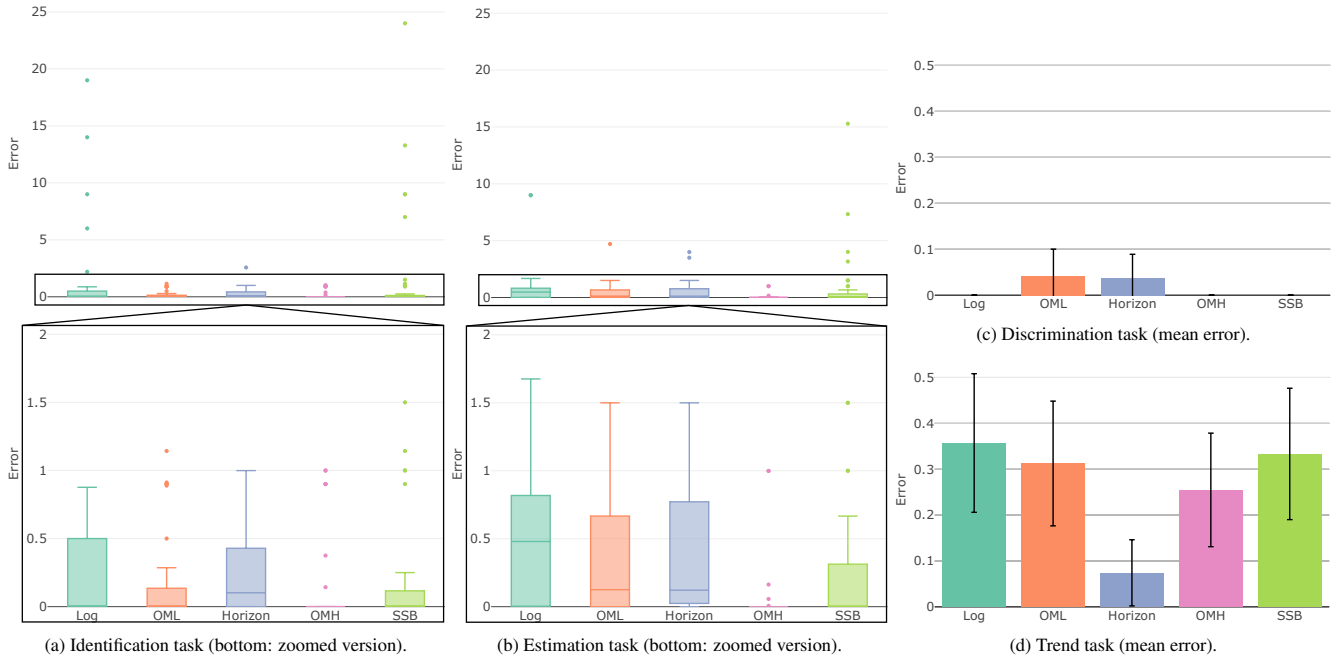 25
20
15
10
5
0
Error
2
1.5
1
0.5
0
Error
Log OML Horizon OMH SSB
(a) Identification task (bottom: zoomed version).
25
20
15
10
5
0
Error
2
1.5
1
0.5
0
Error
Log OML Horizon OMH SSB
(b) Estimation task (bottom: zoomed version).
0.5
0.4
0.3
0.2
0.1
0
Error
Log OML Horizon OMH SSB
(c) Discrimination task (mean error).
0.5
0.4
0.3
0.2
0.1
0
Error
Log OML Horizon OMH SSB
(d) Trend task (mean error).